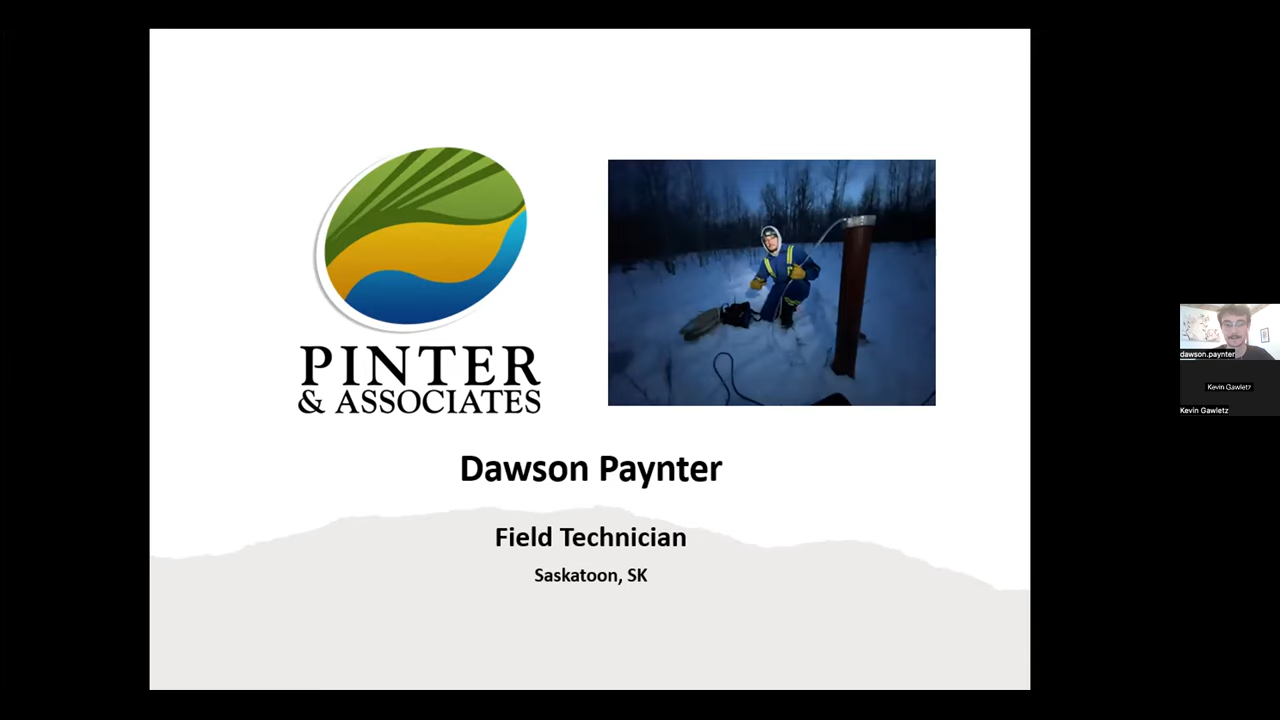 PINTER
& ASSOCIATES
Dawson Paynter
Field Technician
Saskatoon, SK
dawson.paynter
Kevin Gawletz
Kevin Gawletz